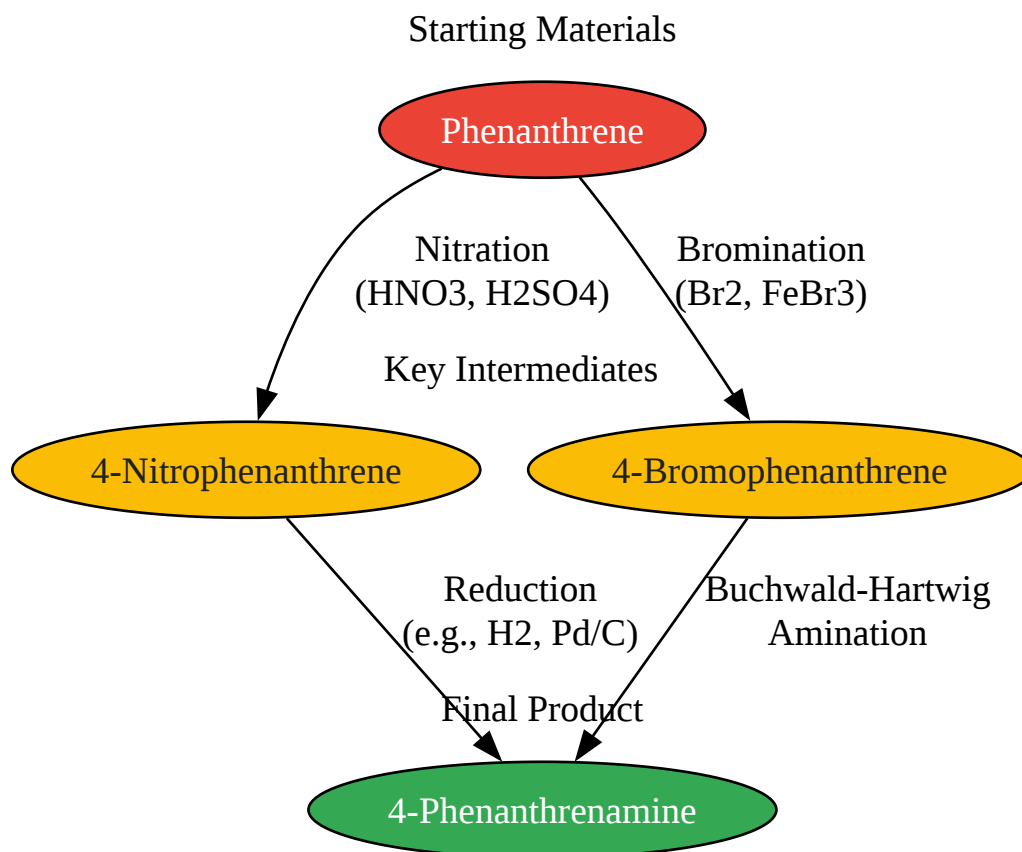 Starting Materials
Phenanthrene
Nitration
(HNO3, H2SO4)
Bromination
(Br2, FeBr3)
Key Intermediates
4-Nitrophenanthrene
4-Bromophenanthrene
Reduction
(e.g., H2, Pd/C)
Buchwald-Hartwig
Amination
Final Product
4-Phenanthrenamine